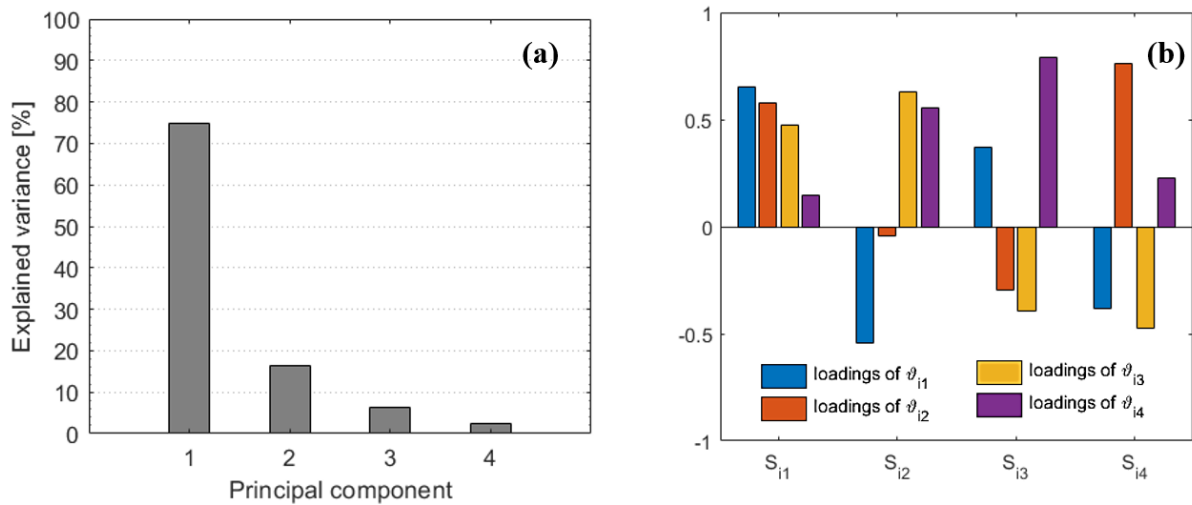 (a)
Explained variance [%]
100
90
80
70
60
50
40
30
20
10
0
1 2 3 4
Principal component
(b)
1
0.5
0
-0.5
-1
loadings of ϑi1
loadings of ϑi2
loadings of ϑi3
loadings of ϑi4
Si1 Si2 Si3 Si4